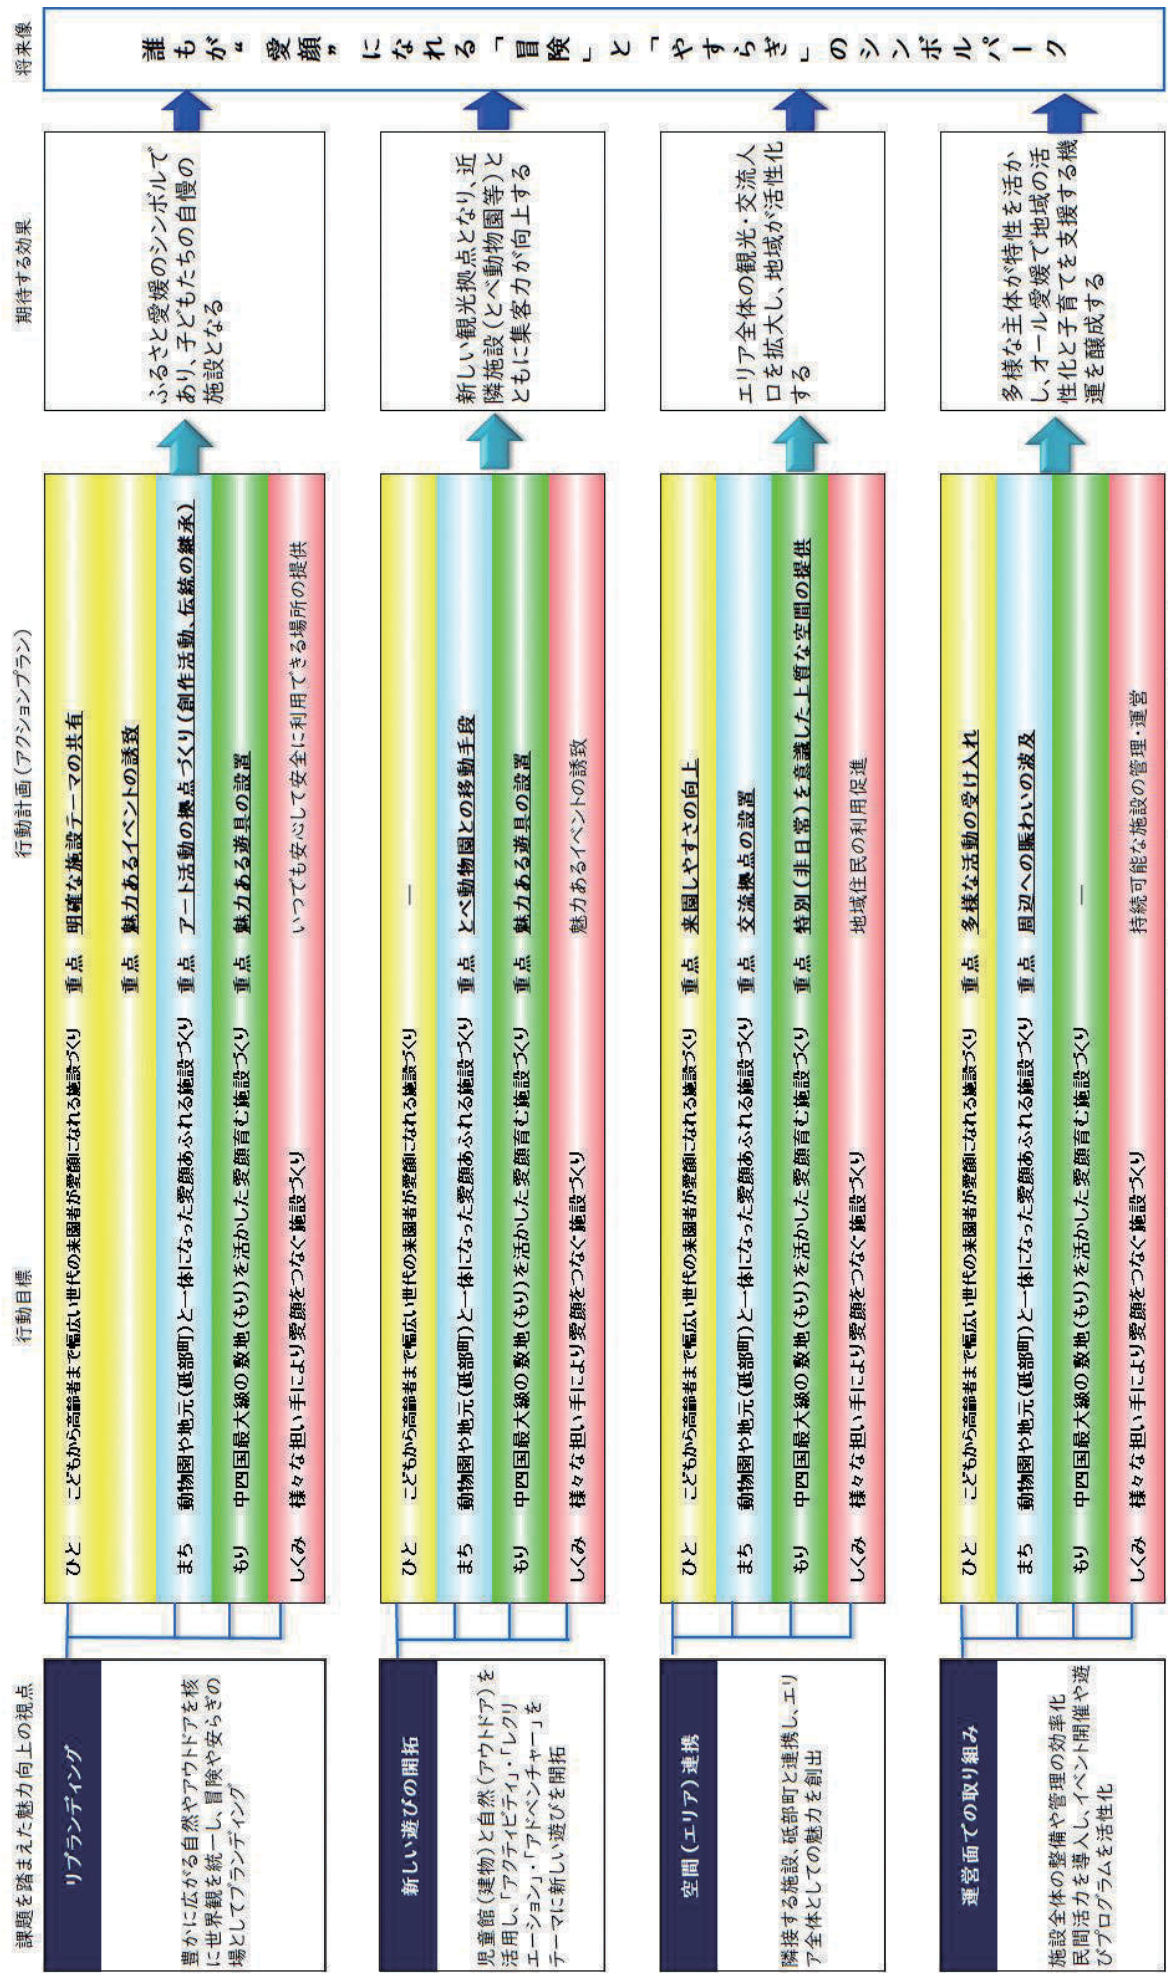 課題を踏まえた魅力向上の視点
行動目標
行動計画(アクションプラン)
期待する効果
将来像
リブランディング
豊かに広がる自然やアウトドアを核
に世界観を統一し、冒険や安らぎの
場としてブランディング
ひと こどもから高齢者まで幅広い世代の来園者が愛顔になれる施設づくり 重点 明確な施設テーマの共有
重点 魅力あるイベントの誘致
まち 動物園や地元(砥部町)と一体になった愛顔あふれる施設づくり 重点 アート活動の拠点づくり(創作活動、伝統の継承)
もり 中四国最大級の敷地(もり)を活かした愛顔育む施設づくり 重点 魅力ある遊具の設置
しくみ 様々な担い手により愛顔をつなぐ施設づくり いつでも安心して安全に利用できる場所の提供
ふるさと愛媛のシンボルで
あり、子どもたちの自慢の
施設となる
新しい遊びの開拓
児童館(建物)と自然(アウトドア)を
活用し、「アクティビティ」・「レクリ
エーション」・「アドベンチャー」を
テーマに新しい遊びを開拓
ひと こどもから高齢者まで幅広い世代の来園者が愛顔になれる施設づくり ―
まち 動物園や地元(砥部町)と一体になった愛顔あふれる施設づくり 重点 とべ動物園との移動手段
もり 中四国最大級の敷地(もり)を活かした愛顔育む施設づくり 重点 魅力ある遊具の設置
しくみ 様々な担い手により愛顔をつなぐ施設づくり 魅力あるイベントの誘致
新しい観光拠点となり、近
隣施設(とべ動物園等)と
ともに集客力が向上する
空間(エリア)連携
隣接する施設、砥部町と連携し、エリ
ア全体としての魅力を創出
ひと こどもから高齢者まで幅広い世代の来園者が愛顔になれる施設づくり 重点 来園しやすさの向上
まち 動物園や地元(砥部町)と一体になった愛顔あふれる施設づくり 重点 交流拠点の設置
もり 中四国最大級の敷地(もり)を活かした愛顔育む施設づくり 重点 特別(非日常)を意識した上質な空間の提供
しくみ 様々な担い手により愛顔をつなぐ施設づくり 地域住民の利用促進
エリア全体の観光・交流人
口を拡大し、地域が活性化
する
運営面での取り組み
施設全体の整備や管理の効率化
民間活力を導入し、イベント開催や遊
びプログラムを活性化
ひと こどもから高齢者まで幅広い世代の来園者が愛顔になれる施設づくり 重点 多様な活動の受け入れ
まち 動物園や地元(砥部町)と一体になった愛顔あふれる施設づくり 重点 周辺への賑わいの波及
もり 中四国最大級の敷地(もり)を活かした愛顔育む施設づくり ―
しくみ 様々な担い手により愛顔をつなぐ施設づくり 持続可能な施設の管理・運営
多様な主体が特性を活か
し、オール愛媛で地域の活
性化と子育てを支援する機
運を醸成する
誰もが“愛顔”になれる「冒険」と「やすらぎ」のシンボルパーク